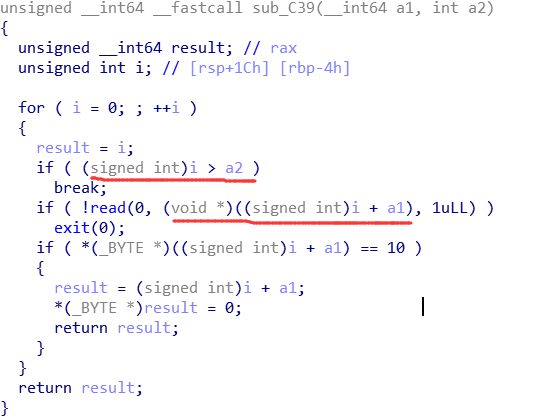 unsigned __int64 __fastcall sub_C39(__int64 a1, int a2)
{
  unsigned __int64 result; // rax
  unsigned int i; // [rsp+1Ch] [rbp-4h]

  for ( i = 0; ; ++i )
  {
    result = i;
    if ( (signed int)i > a2 )
      break;
    if ( !read(0, (void *)((signed int)i + a1), 1uLL) )
      exit(0);
    if ( *(_BYTE *)((signed int)i + a1) == 10 )
    {
      result = (signed int)i + a1;
      *(_BYTE *)result = 0;
      return result;
    }
  }
  return result;
}